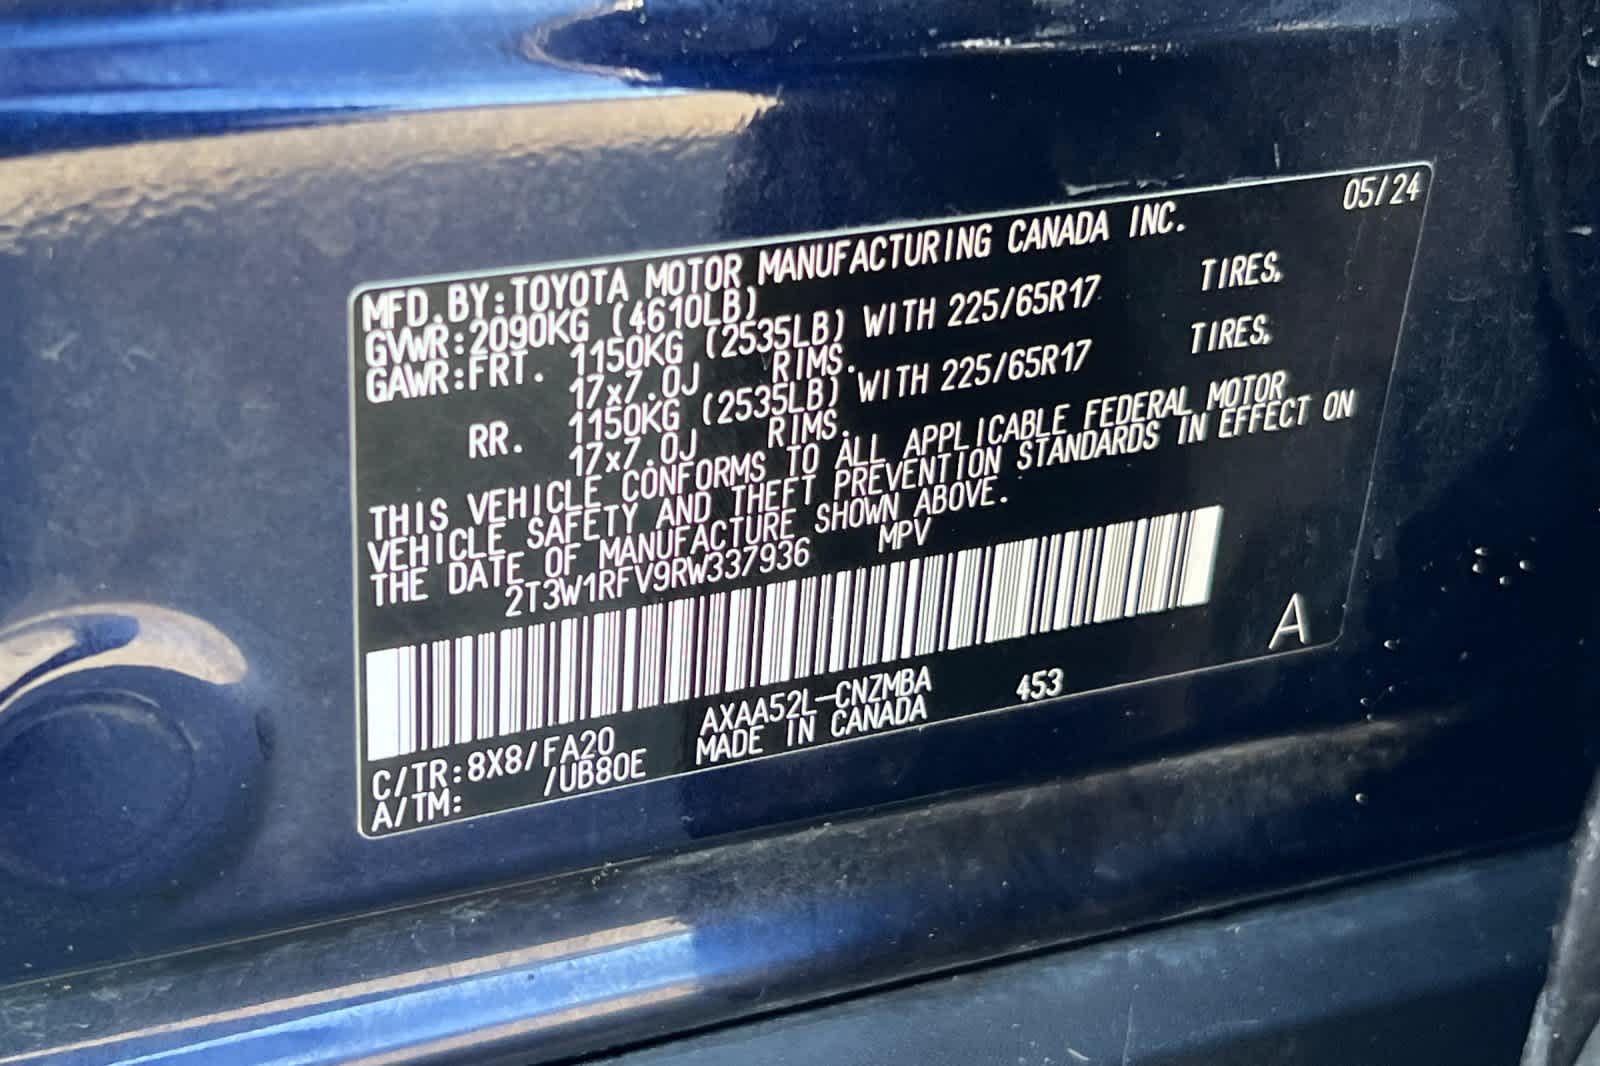 05/24
MFD.BY:TOYOTA MOTOR MANUFACTURING CANADA INC.
GVWR:2090KG (4610LB)
GAWR:FRT. 1150KG (2535LB) WITH 225/65R17 TIRES,
17x7.0J RIMS.
RR. 1150KG (2535LB) WITH 225/65R17 TIRES,
17x7.0J RIMS.
THIS VEHICLE CONFORMS TO ALL APPLICABLE FEDERAL MOTOR
VEHICLE SAFETY AND THEFT PREVENTION STANDARDS IN EFFECT ON
THE DATE OF MANUFACTURE SHOWN ABOVE.
2T3W1RFV9RW337936 MPV
A
C/TR:8X8/FA20 AXAA52L-CNZMBA 453
A/TM: /UB80E MADE IN CANADA